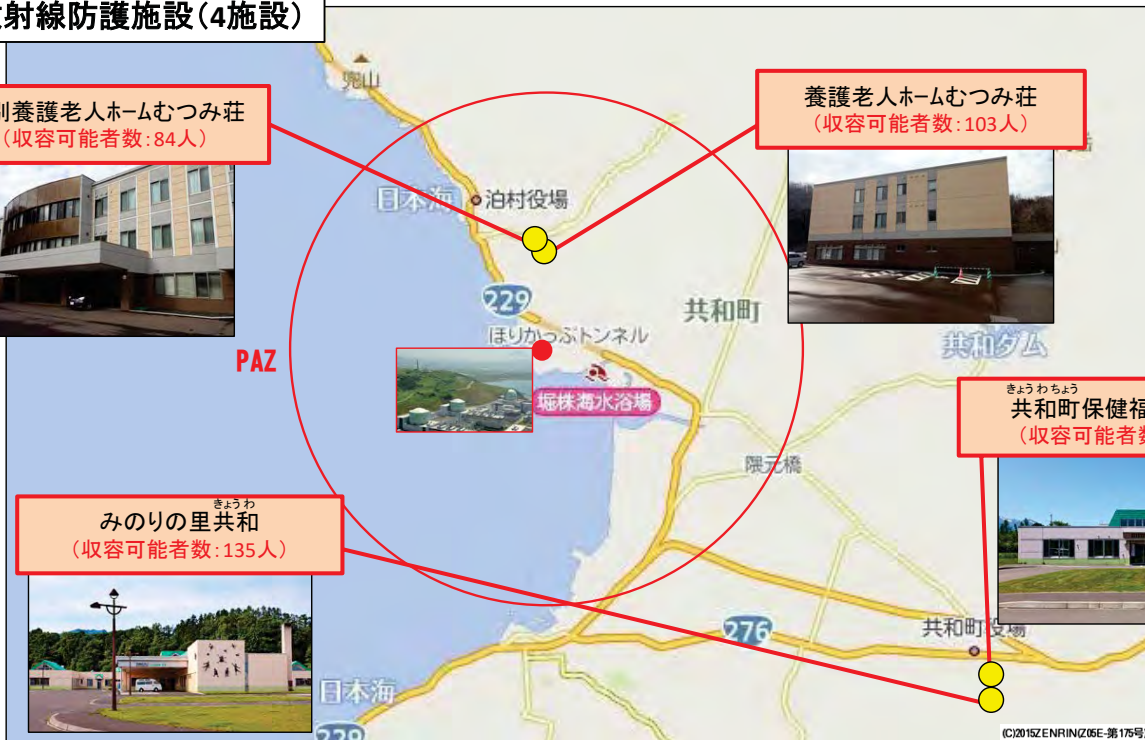 射線防護施設(4施設)
兜山
養護老人ホームむつみ荘
(収容可能者数:84人)
養護老人ホームむつみ荘
(収容可能者数:103人)
日本海
泊村役場
229
共和町
ほりかっぷトンネル
共和ダム
PAZ
堀株海水浴場
きょうわちょう
共和町保健福
(収容可能者数
隈元橋
きょうわ
みのりの里共和
(収容可能者数:135人)
276
共和町役場
日本海
229
(C)2015ZENRIN(Z05E-第175号